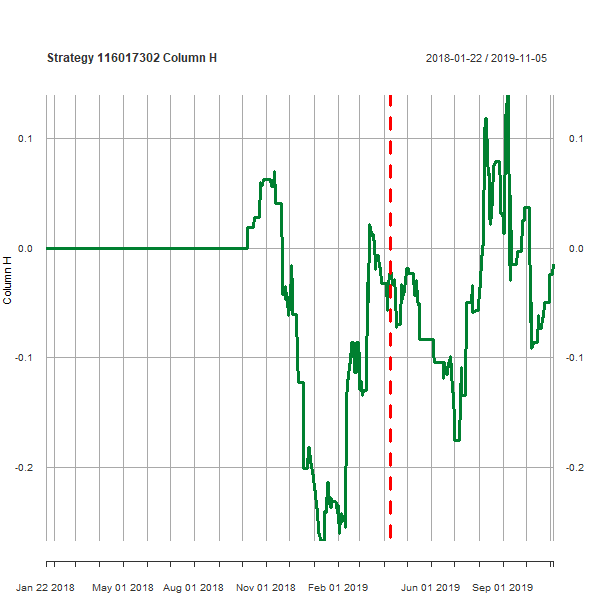 Strategy 116017302 Column H
2018-01-22 / 2019-11-05
0.1 0.1
0.0 0.0
Column H
-0.1 -0.1
-0.2 -0.2
Jan 22 2018 May 01 2018 Aug 01 2018 Nov 01 2018 Feb 01 2019 Jun 01 2019 Sep 01 2019